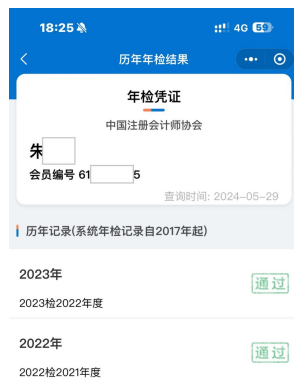 18:25
4G 59
历年年检结果
年检凭证
中国注册会计师协会
朱
会员编号 61 5
查询时间: 2024-05-29
历年记录(系统年检记录自2017年起)
2023年
通过
2023检2022年度
2022年
通过
2022检2021年度